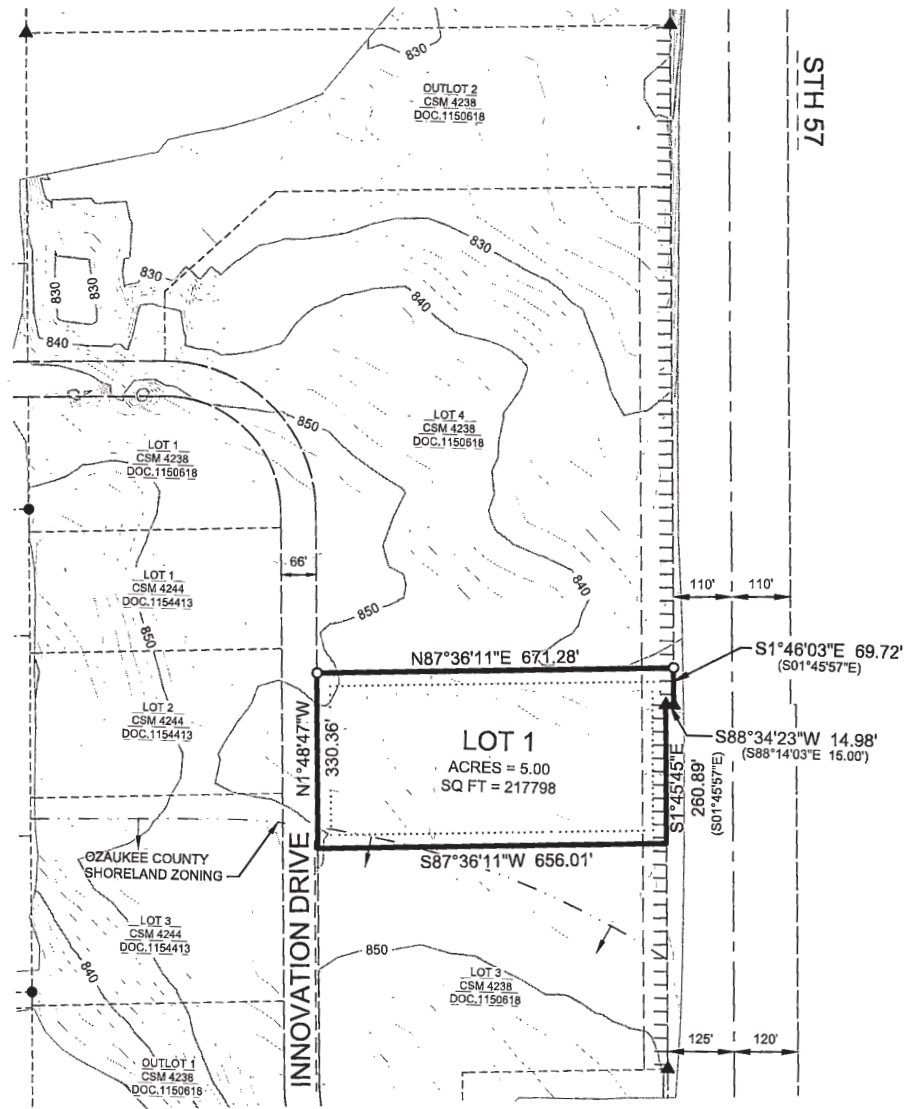 830
STH 57
OUTLOT 2
CSM 4238
DOC.1150618
830
830
830
830
840
840
850
LOT 4
CSM 4238
DOC.1150618
LOT 1
CSM 4238
DOC.1150618
66'
LOT 1
CSM 4244
DOC.1154413
850
850
840
110'
110'
N87°36'11"E 671.28'
S1°46'03"E 69.72'
(S01°45'57"E)
LOT 2
CSM 4244
DOC.1154413
N1°48'47"W
330.36'
LOT 1
ACRES = 5.00
SQ FT = 217798
S88°34'23"W 14.98'
(S88°14'03"E 15.00')
S1°45'45"E
260.89'
(S01°45'57"E)
OZAUKEE COUNTY
SHORELAND ZONING
S87°36'11"W 656.01'
INNOVATION DRIVE
LOT 3
CSM 4244
DOC.1154413
840
850
LOT 3
CSM 4238
DOC.1150618
125'
120'
OUTLOT 1
CSM 4238
DOC.1150618